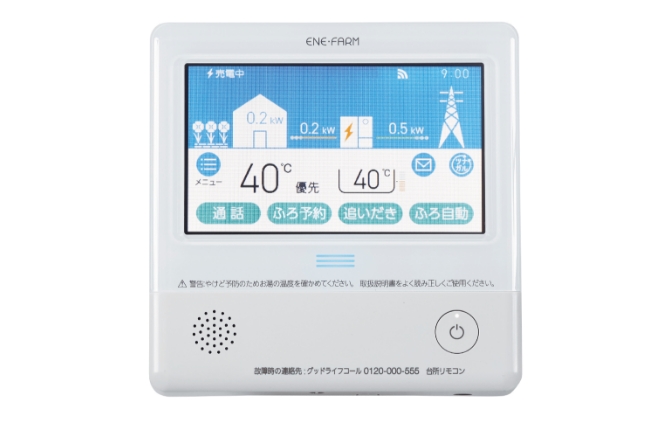 ENE・FARM
売電中 9:00
0.2 kW 0.2 kW 0.5 kW
メニュー 40℃ 優先 40℃
通話 ふろ予約 追いだき ふろ自動
⚠警告:やけど予防のためお湯の温度を確かめてください。 取扱説明書をよく読み正しくご使用ください。
故障時の連絡先:グッドライフコール 0120-000-555 台所リモコン